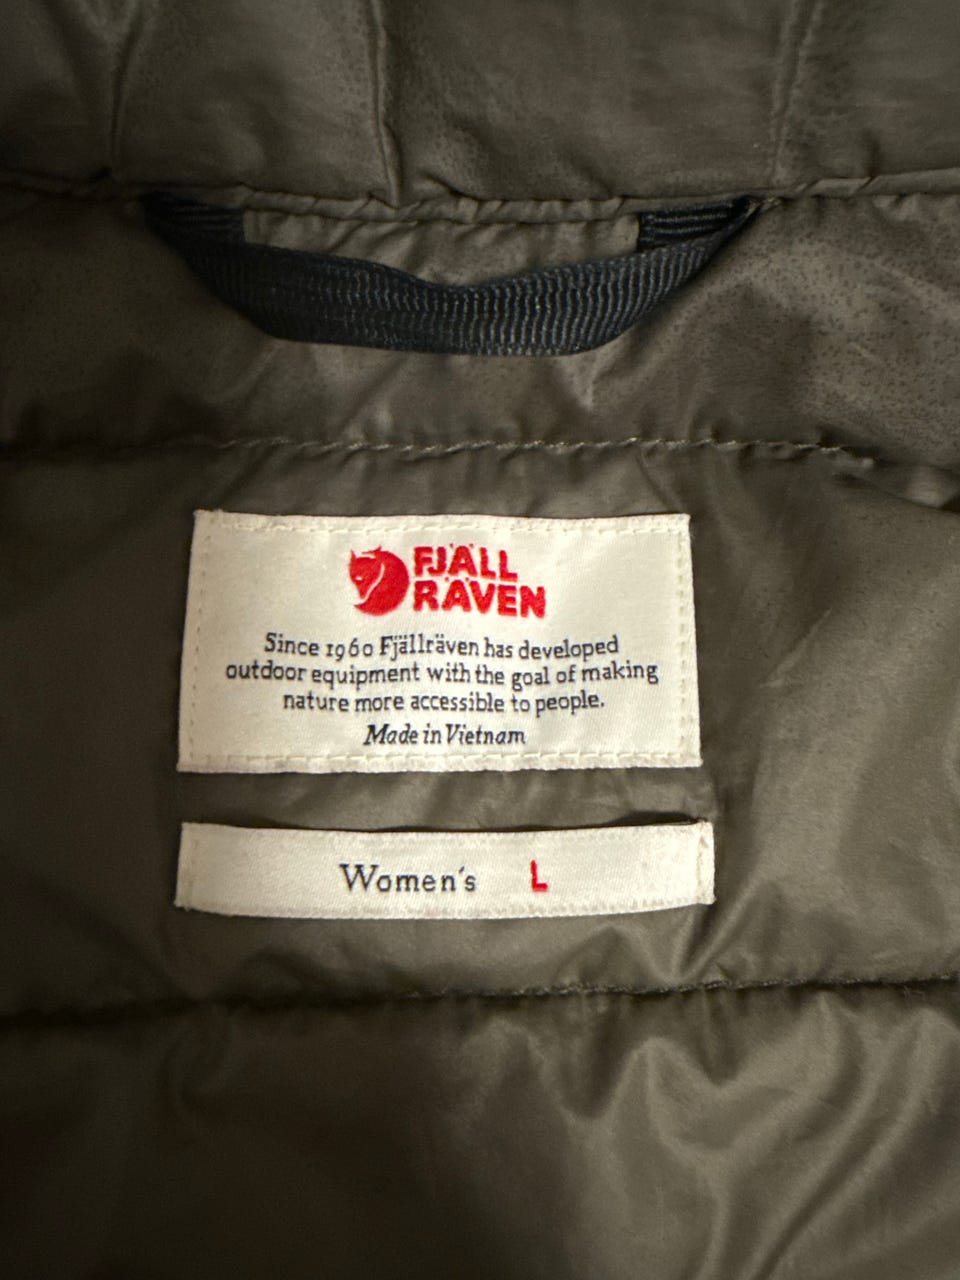 FJÄLL
RÄVEN
Since 1960 Fjällräven has developed
outdoor equipment with the goal of making
nature more accessible to people.
Made in Vietnam
Women's L